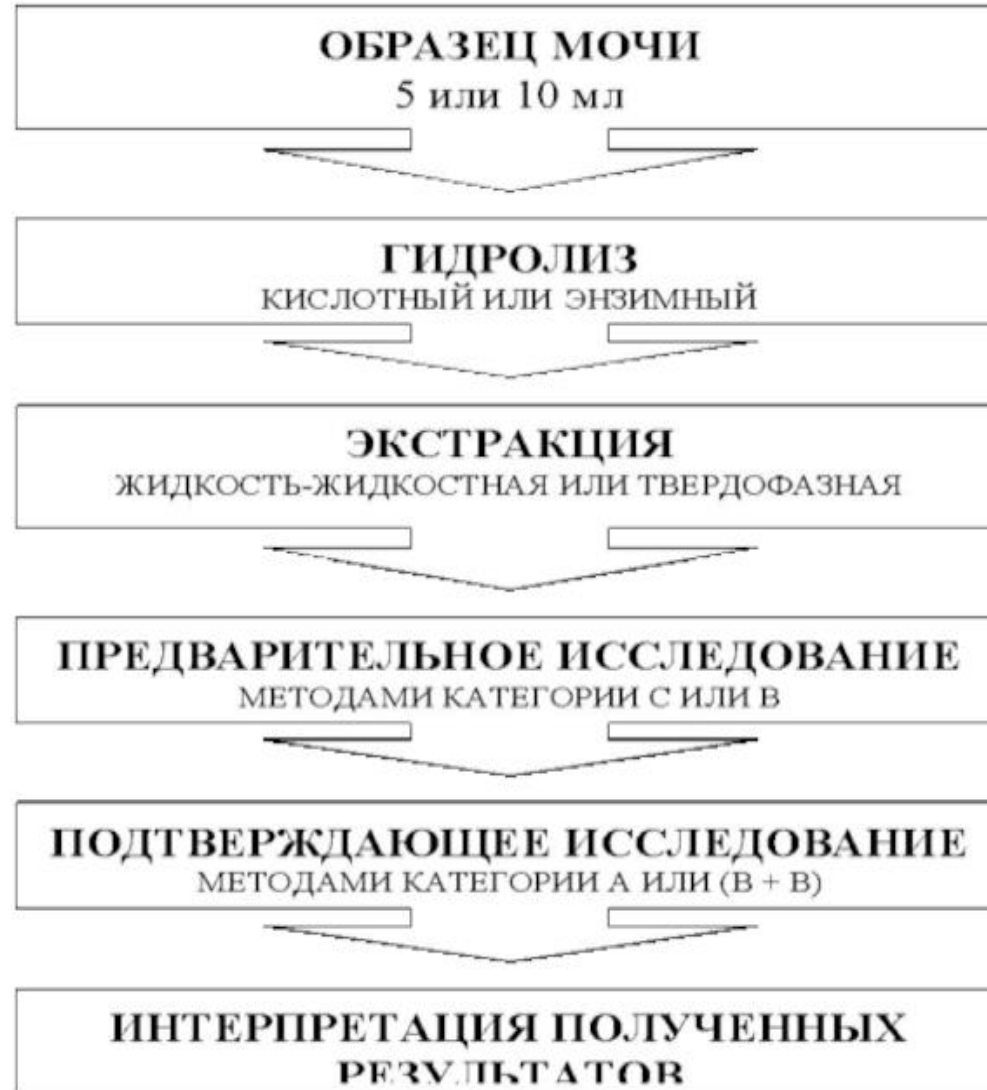 ОБРАЗЕЦ МОЧИ
5 или 10 мл
ГИДРОЛИЗ
КИСЛОТНЫЙ ИЛИ ЭНЗИМНЫЙ
ЭКСТРАКЦИЯ
ЖИДКОСТЬ-ЖИДКОСТНАЯ ИЛИ ТВЕРДОФАЗНАЯ
ПРЕДВАРИТЕЛЬНОЕ ИССЛЕДОВАНИЕ
МЕТОДАМИ КАТЕГОРИИ С ИЛИ В
ПОДТВЕРЖДАЮЩЕЕ ИССЛЕДОВАНИЕ
МЕТОДАМИ КАТЕГОРИИ А ИЛИ (В + В)
ИНТЕРПРЕТАЦИЯ ПОЛУЧЕННЫХ
РЕЗУЛЬТАТОВ